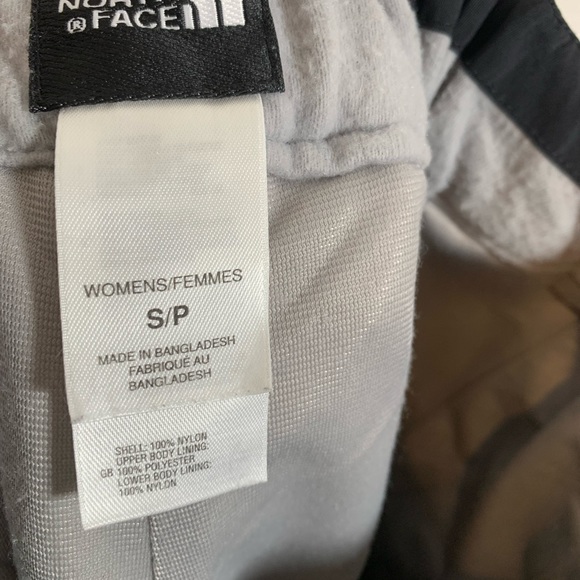 NORTH
® FACE
WOMENS/FEMMES
S/P
MADE IN BANGLADESH
FABRIQUÉ AU
BANGLADESH
SHELL: 100% NYLON
UPPER BODY LINING:
GB 100% POLYESTER
LOWER BODY LINING:
100% NYLON